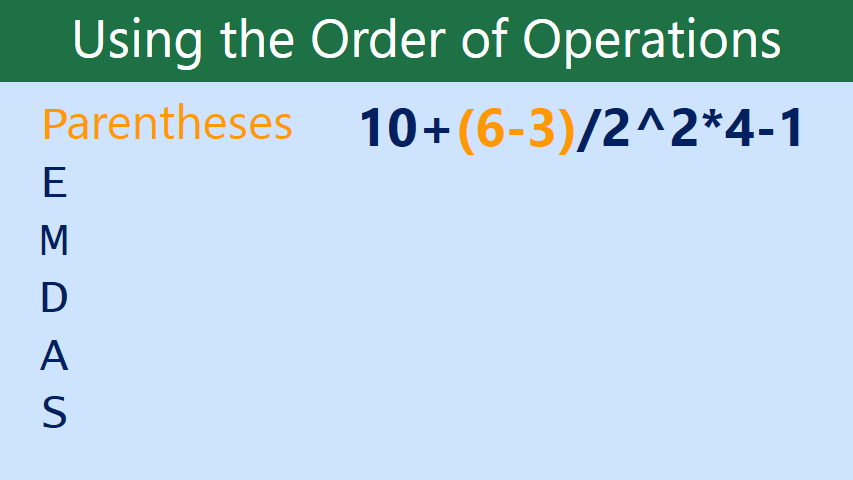 Using the Order of Operations
Parentheses
10+(6-3)/2^2*4-1
E
M
D
A
S